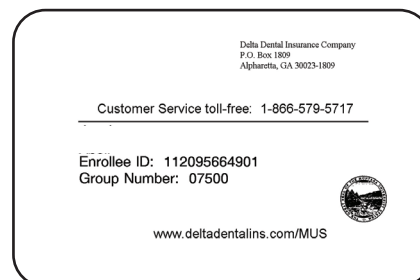 Delta Dental Insurance Company
P.O. Box 1809
Alpharetta, GA 30023-1809
Customer Service toll-free: 1-866-579-5717
Enrollee ID: 112095664901
Group Number: 07500
www.deltadentalins.com/MUS